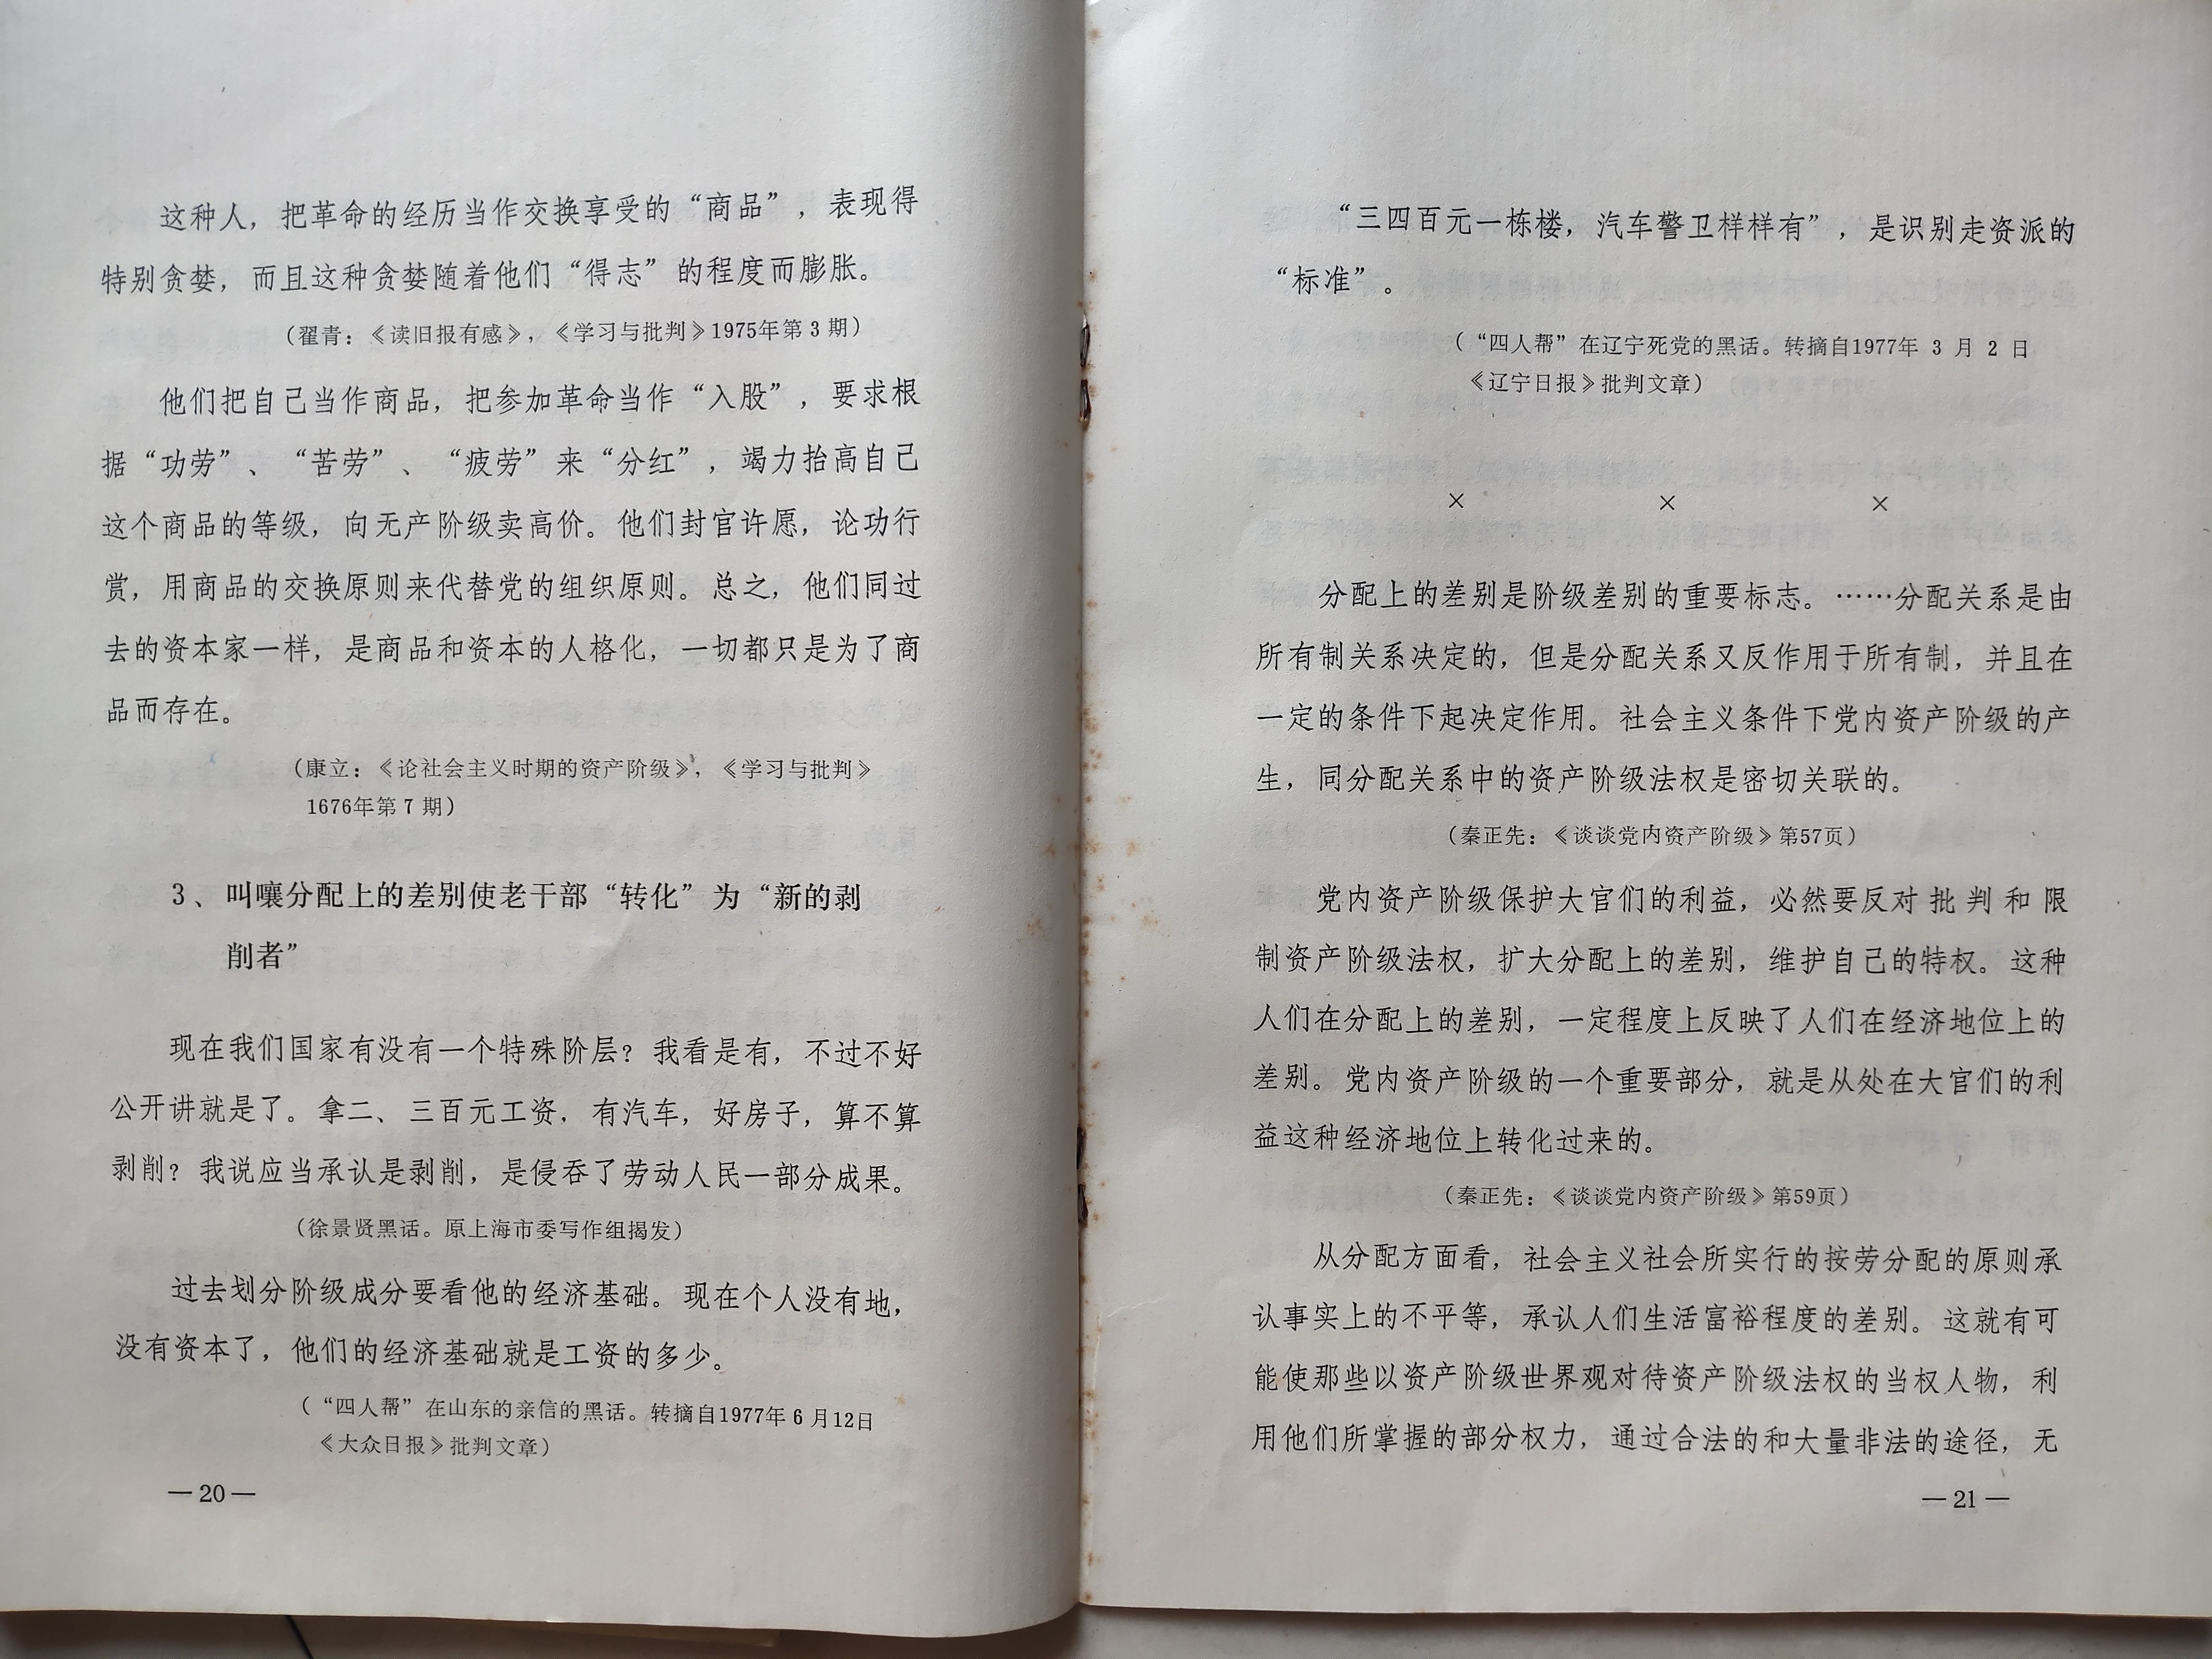 这种人，把革命的经历当作交换享受的“商品”，表现得
特别贪婪，而且这种贪婪随着他们“得志”的程度而膨胀。
（翟青：《读旧报有感》，《学习与批判》1975年第3期）
他们把自己当作商品，把参加革命当作“入股”，要求根
据“功劳”、“苦劳”、“疲劳”来“分红”，竭力抬高自己
这个商品的等级，向无产阶级卖高价。他们封官许愿，论功行
赏，用商品的交换原则来代替党的组织原则。总之，他们同过
去的资本家一样，是商品和资本的人格化，一切都只是为了商
品而存在。
（康立：《论社会主义时期的资产阶级》，《学习与批判》
1676年第7期）
3、叫嚷分配上的差别使老干部“转化”为“新的剥
削者”
现在我们国家有没有一个特殊阶层？我看是有，不过不好
公开讲就是了。拿二、三百元工资，有汽车，好房子，算不算
剥削？我说应当承认是剥削，是侵吞了劳动人民一部分成果。
（徐景贤黑话。原上海市委写作组揭发）
过去划分阶级成分要看他的经济基础。现在个人没有地，
没有资本了，他们的经济基础就是工资的多少。
（“四人帮”在山东的亲信的黑话。转摘自1977年6月12日
《大众日报》批判文章）
—20—
“三四百元一栋楼，汽车警卫样样有”，是识别走资派的
“标准”。
（“四人帮”在辽宁死党的黑话。转摘自1977年3月2日
《辽宁日报》批判文章）
× × ×
分配上的差别是阶级差别的重要标志。……分配关系是由
所有制关系决定的，但是分配关系又反作用于所有制，并且在
一定的条件下起决定作用。社会主义条件下党内资产阶级的产
生，同分配关系中的资产阶级法权是密切关联的。
（秦正先：《谈谈党内资产阶级》第57页）
党内资产阶级保护大官们的利益，必然要反对批判和限
制资产阶级法权，扩大分配上的差别，维护自己的特权。这种
人们在分配上的差别，一定程度上反映了人们在经济地位上的
差别。党内资产阶级的一个重要部分，就是从处在大官们的利
益这种经济地位上转化过来的。
（秦正先：《谈谈党内资产阶级》第59页）
从分配方面看，社会主义社会所实行的按劳分配的原则承
认事实上的不平等，承认人们生活富裕程度的差别。这就有可
能使那些以资产阶级世界观对待资产阶级法权的当权人物，利
用他们所掌握的部分权力，通过合法的和大量非法的途径，无
—21—